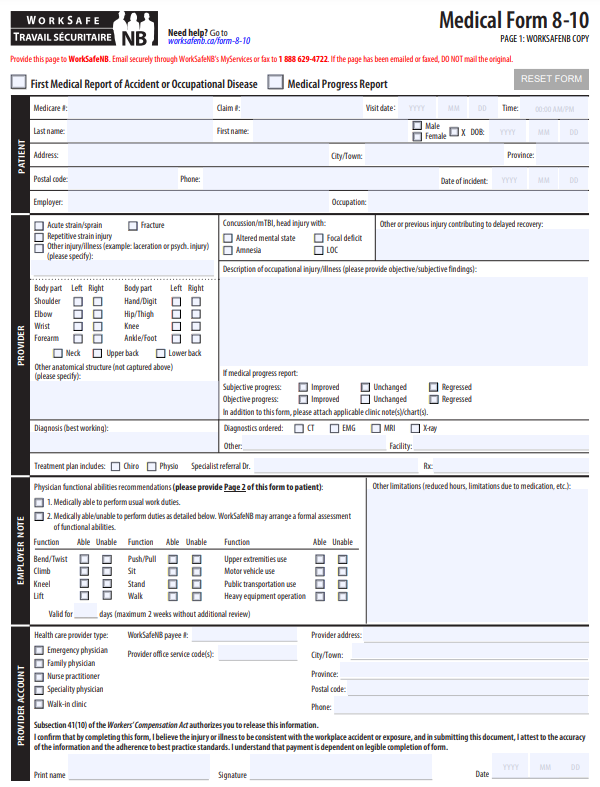 WORKSAFE
TRAVAIL SÉCURITAIRE NB
Need help? Go to
worksafenb.ca/form-8-10
Medical Form 8-10
PAGE 1: WORKSAFENB COPY
Provide this page to WorkSafeNB. Email securely through WorkSafeNB's MyServices or fax to 1 888 629-4722. If the page has been emailed or faxed, DO NOT mail the original.
First Medical Report of Accident or Occupational Disease Medical Progress Report RESET FORM
PATIENT
Medicare #: Claim #: Visit date: YYYY MM DD Time: 00:00 AM/PM
Last name: First name: Male Female X DOB: YYYY MM DD
Address: City/Town: Province:
Postal code: Phone: Date of incident: YYYY MM DD
Employer: Occupation:
PROVIDER
Acute strain/sprain Fracture
Repetitive strain injury
Other injury/illness (example: laceration or psych. injury)
(please specify):
Concussion/mTBI, head injury with:
Altered mental state Focal deficit
Amnesia LOC
Other or previous injury contributing to delayed recovery:
Description of occupational injury/illness (please provide objective/subjective findings):
Body part Left Right Body part Left Right
Shoulder Hand/Digit
Elbow Hip/Thigh
Wrist Knee
Forearm Ankle/Foot
Neck Upper back Lower back
Other anatomical structure (not captured above)
(please specify):
If medical progress report:
Subjective progress: Improved Unchanged Regressed
Objective progress: Improved Unchanged Regressed
In addition to this form, please attach applicable clinic note(s)/chart(s).
Diagnosis (best working):
Diagnostics ordered: CT EMG MRI X-ray
Other: Facility:
Treatment plan includes: Chiro Physio Specialist referral Dr. Rx:
EMPLOYER NOTE
Physician functional abilities recommendations (please provide Page 2 of this form to patient):
1. Medically able to perform usual work duties.
2. Medically able/unable to perform duties as detailed below. WorkSafeNB may arrange a formal assessment
of functional abilities.
Other limitations (reduced hours, limitations due to medication, etc.):
Function Able Unable Function Able Unable Function Able Unable
Bend/Twist Push/Pull Upper extremities use
Climb Sit Motor vehicle use
Kneel Stand Public transportation use
Lift Walk Heavy equipment operation
Valid for days (maximum 2 weeks without additional review)
PROVIDER ACCOUNT
Health care provider type:
Emergency physician
Family physician
Nurse practitioner
Speciality physician
Walk-in clinic
WorkSafeNB payee #:
Provider office service code(s):
Provider address:
City/Town:
Province:
Postal code:
Phone:
Subsection 41(10) of the Workers' Compensation Act authorizes you to release this information.
I confirm that by completing this form, I believe the injury or illness to be consistent with the workplace accident or exposure, and in submitting this document, I attest to the accuracy
of the information and the adherence to best practice standards. I understand that payment is dependent on legible completion of form.
Print name Signature Date YYYY MM DD